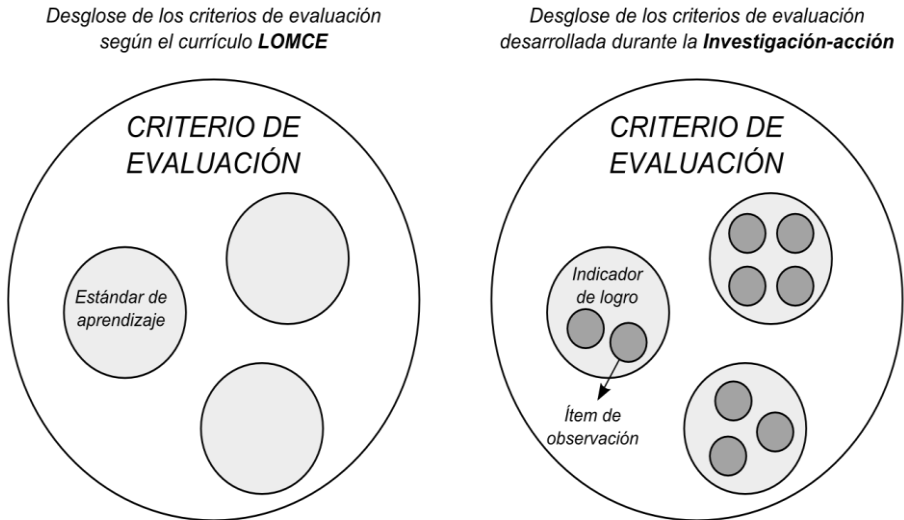 Desglose de los criterios de evaluación
según el currículo LOMCE
CRITERIO DE
EVALUACIÓN
Estándar de
aprendizaje
Desglose de los criterios de evaluación
desarrollada durante la Investigación-acción
CRITERIO DE
EVALUACIÓN
Indicador
de logro
Ítem de
observación